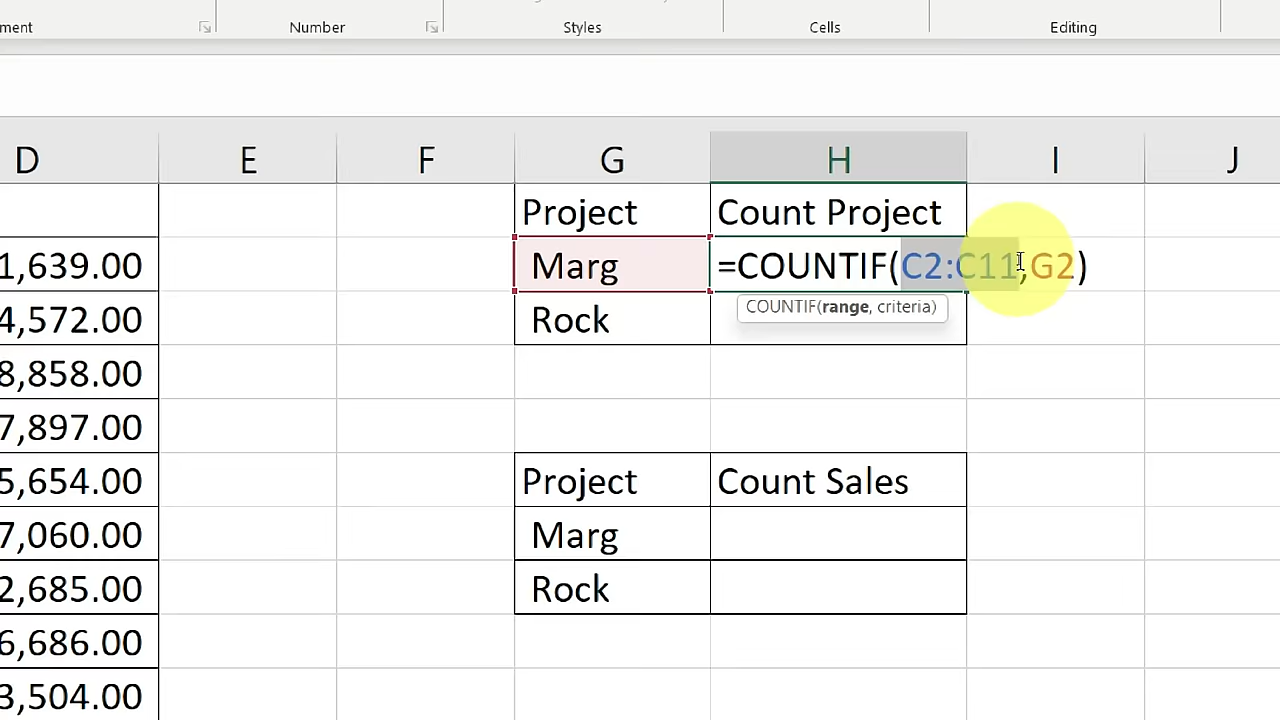 ment Number Styles Cells Editing
D E F G H I J
Project Count Project
1,639.00 Marg =COUNTIF(C2:C11,G2)
COUNTIF(range, criteria)
4,572.00 Rock
8,858.00
7,897.00
5,654.00 Project Count Sales
7,060.00 Marg
2,685.00 Rock
6,686.00
3,504.00